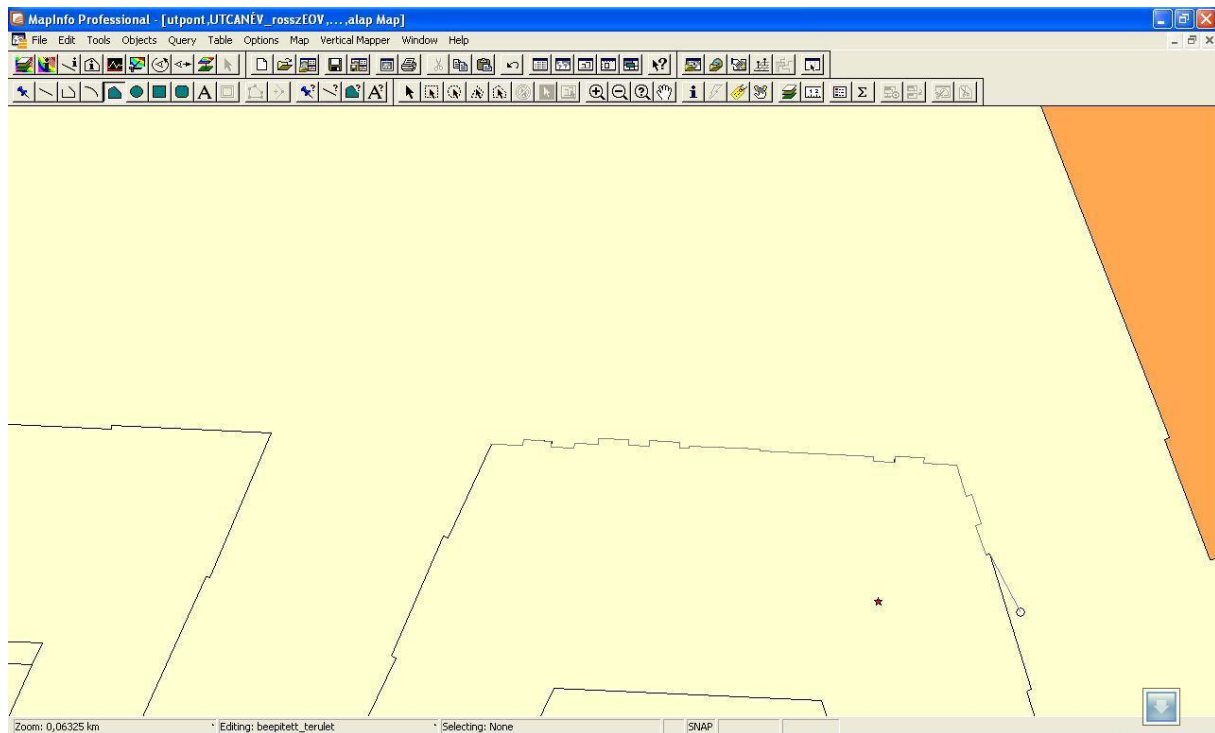 MapInfo Professional - [utpont,UTCANÉV_rosszEOV,...,alap Map]
File Edit Tools Objects Query Table Options Map Vertical Mapper Window Help
Zoom: 0,06325 km Editing: beepitett_terulet Selecting: None SNAP